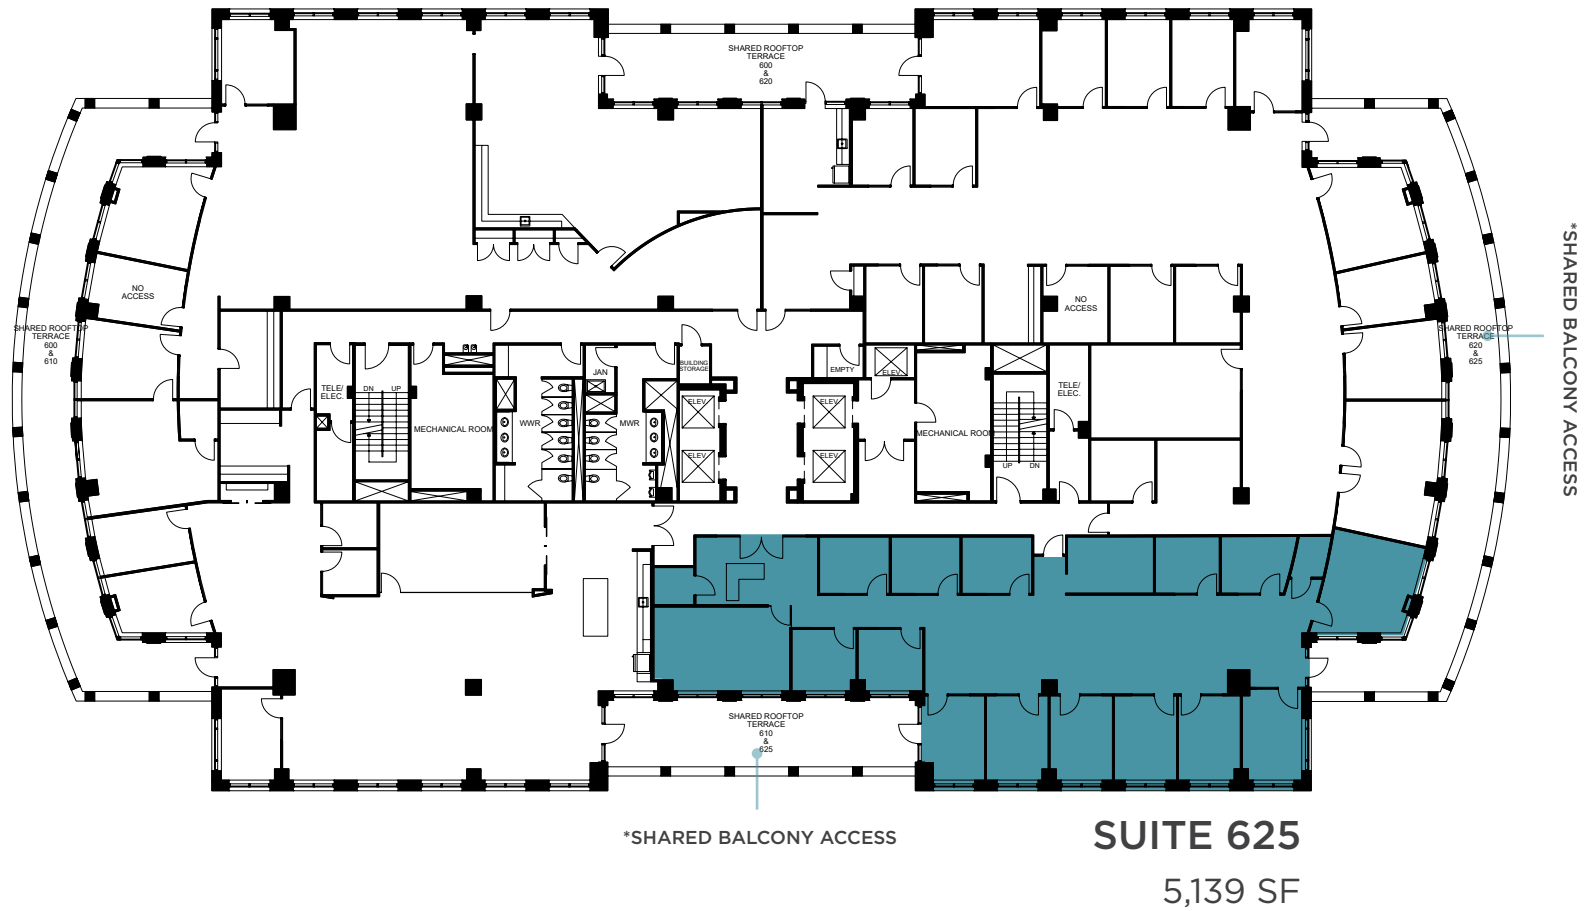 SHARED ROOFTOP
TERRACE
600
&
620
NO
ACCESS
SHARED ROOFTOP
TERRACE
600
&
610
NO
ACCESS
SHARED ROOFTOP
TERRACE
620
&
625
*SHARED BALCONY ACCESS
TELE/
ELEC.
DN
UP
MECHANICAL ROOM
WWR
JAN
MWR
BUILDING
STORAGE
ELEV
ELEV
EMPTY
ELEV
ELEV
ELEV
MECHANICAL ROOM
UP
DN
TELE/
ELEC.
SHARED ROOFTOP
TERRACE
610
&
625
*SHARED BALCONY ACCESS
SUITE 625
5,139 SF